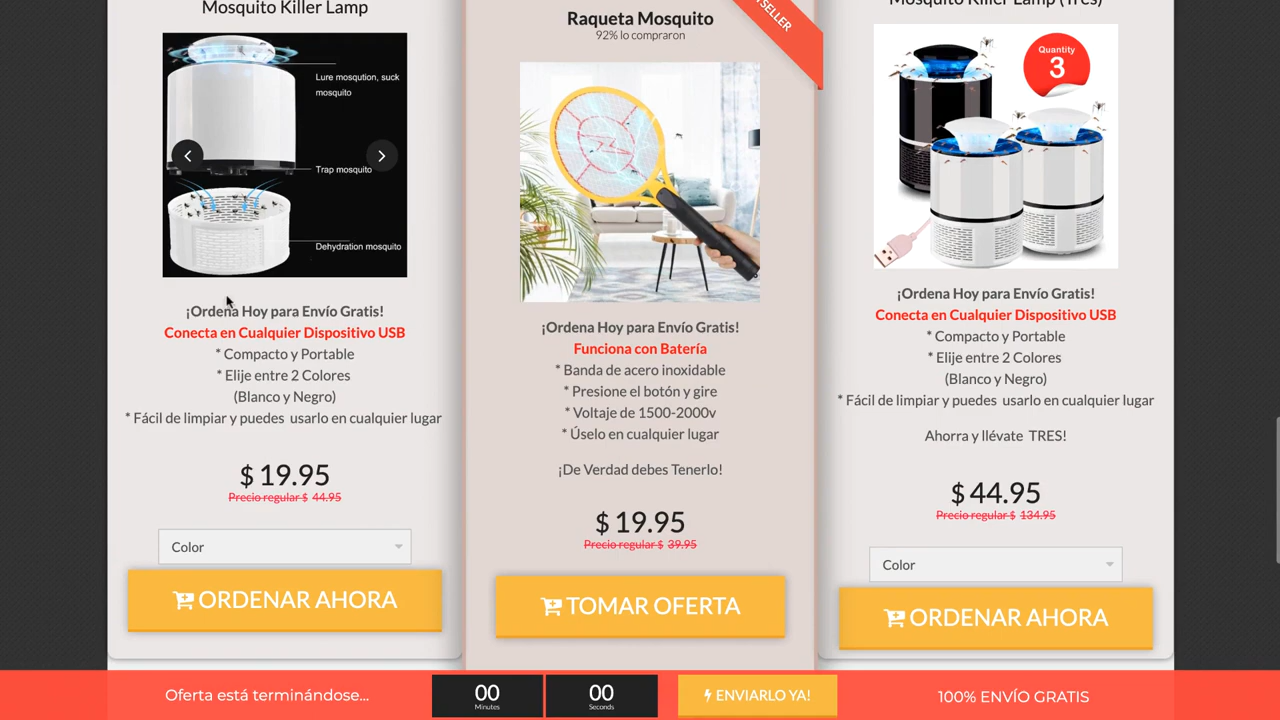 Mosquito Killer Lamp
Lure mosqution, suck
mosquito
Trap mosquito
Dehydration mosquito
¡Ordena Hoy para Envío Gratis!
Conecta en Cualquier Dispositivo USB
* Compacto y Portable
* Elije entre 2 Colores
(Blanco y Negro)
* Fácil de limpiar y puedes usarlo en cualquier lugar
$ 19.95
Precio regular $ 44.95
Color
ORDENAR AHORA
Raqueta Mosquito
92% lo compraron
¡Ordena Hoy para Envío Gratis!
Funciona con Batería
* Banda de acero inoxidable
* Presione el botón y gire
* Voltaje de 1500-2000v
* Úselo en cualquier lugar
¡De Verdad debes Tenerlo!
$ 19.95
Precio regular $ 39.95
TOMAR OFERTA
Mosquito Killer Lamp (Tres)
Quantity
3
¡Ordena Hoy para Envío Gratis!
Conecta en Cualquier Dispositivo USB
* Compacto y Portable
* Elije entre 2 Colores
(Blanco y Negro)
* Fácil de limpiar y puedes usarlo en cualquier lugar
Ahorra y llévate TRES!
$ 44.95
Precio regular $ 134.95
Color
ORDENAR AHORA
Oferta está terminándose...
00
Minutes
00
Seconds
ENVIARLO YA!
100% ENVÍO GRATIS